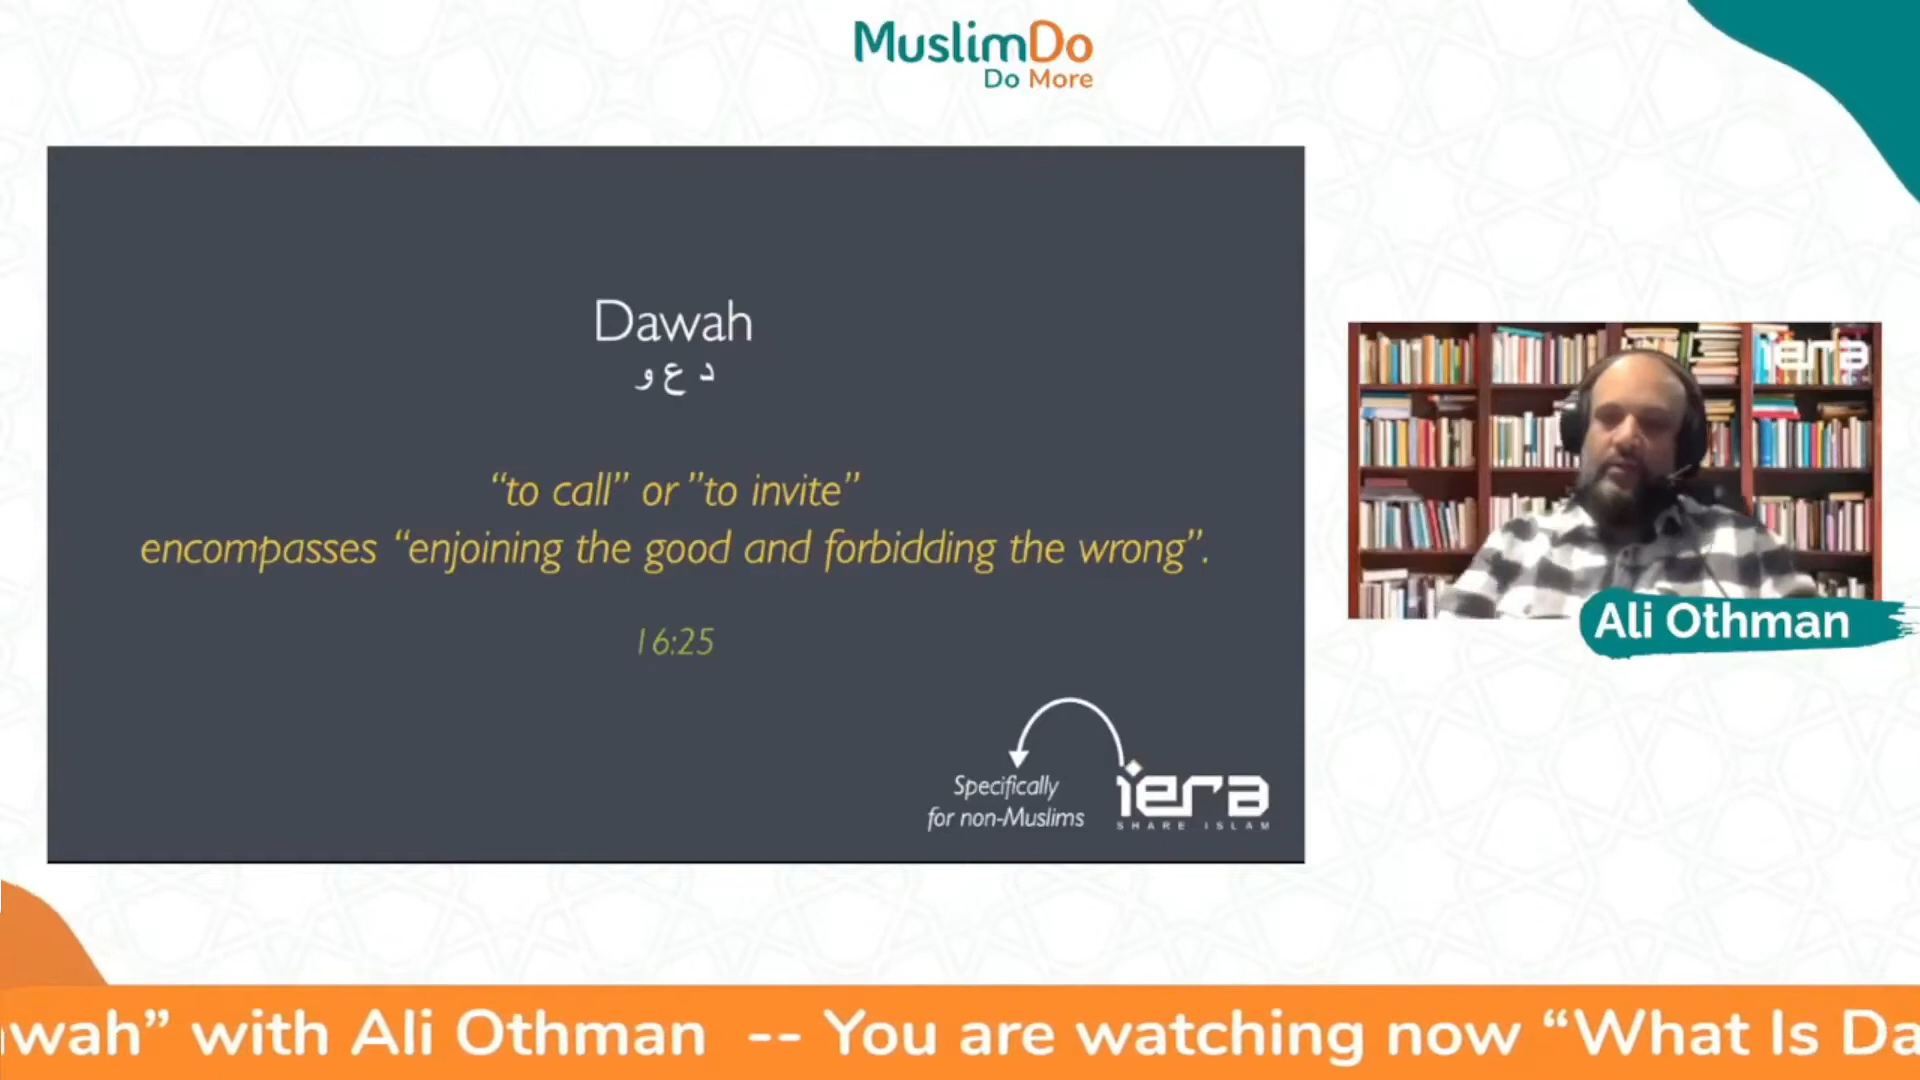 MuslimDo
Do More
Dawah
د ع و
“to call” or ”to invite”
encompasses “enjoining the good and forbidding the wrong”.
16:25
Specifically
for non-Muslims
iera
SHARE ISLAM
iera
Ali Othman
wah” with Ali Othman -- You are watching now “What Is Da